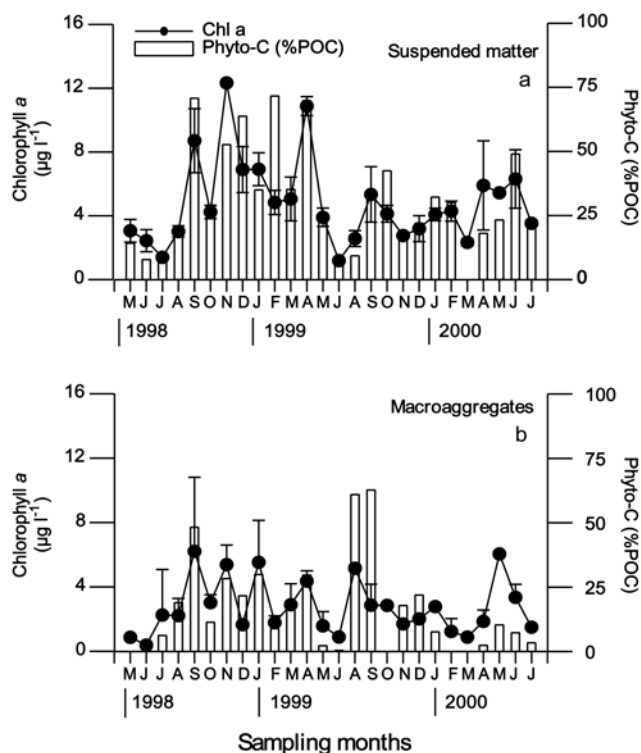 Chl a
Phyto-C (%POC)
Suspended matter
a
16
12
8
4
0
Chlorophyll a
(µg l-1)
100
75
50
25
0
Phyto-C (%POC)
M J J A S O N D J F M A M J J A S O N D J F M A M J J
1998 1999 2000
Macroaggregates
b
16
12
8
4
0
Chlorophyll a
(µg l-1)
100
75
50
25
0
Phyto-C (%POC)
M J J A S O N D J F M A M J J A S O N D J F M A M J J
1998 1999 2000
Sampling months